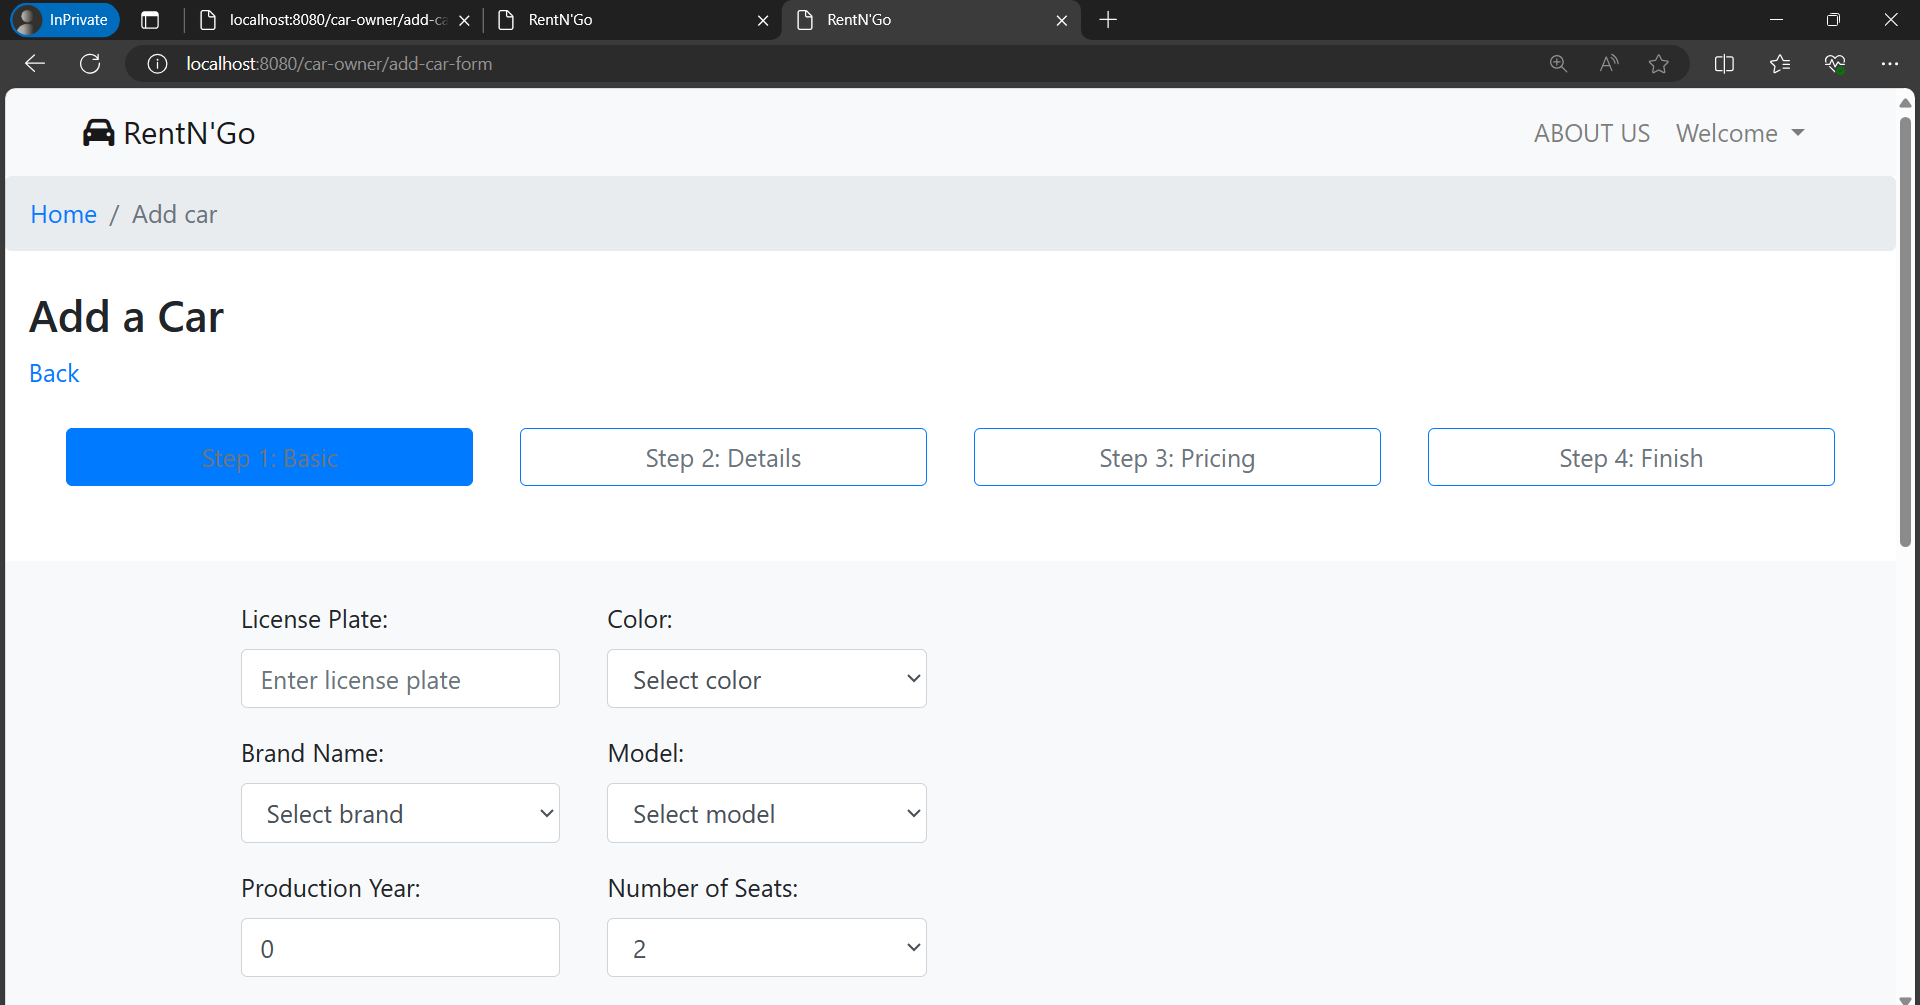 InPrivate
localhost:8080/car-owner/add-ca
RentN'Go
RentN'Go
localhost:8080/car-owner/add-car-form
RentN'Go
ABOUT US
Welcome
Home / Add car
Add a Car
Back
Step 1: Basic
Step 2: Details
Step 3: Pricing
Step 4: Finish
License Plate:
Color:
Enter license plate
Select color
Brand Name:
Model:
Select brand
Select model
Production Year:
Number of Seats:
0
2